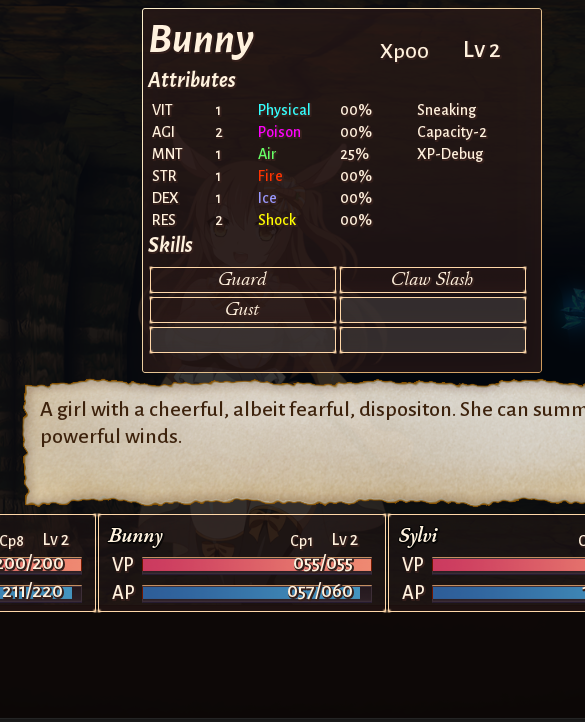 Bunny
Xp00 Lv 2
Attributes
VIT 1 Physical 00% Sneaking
AGI 2 Poison 00% Capacity-2
MNT 1 Air 25% XP-Debug
STR 1 Fire 00%
DEX 1 Ice 00%
RES 2 Shock 00%
Skills
Guard Claw Slash
Gust
A girl with a cheerful, albeit fearful, dispositon. She can
powerful winds.
Cp8 Lv 2 Bunny Cp1 Lv 2 Sylvi
200/200 VP 055/055 VP
211/220 AP 057/060 AP